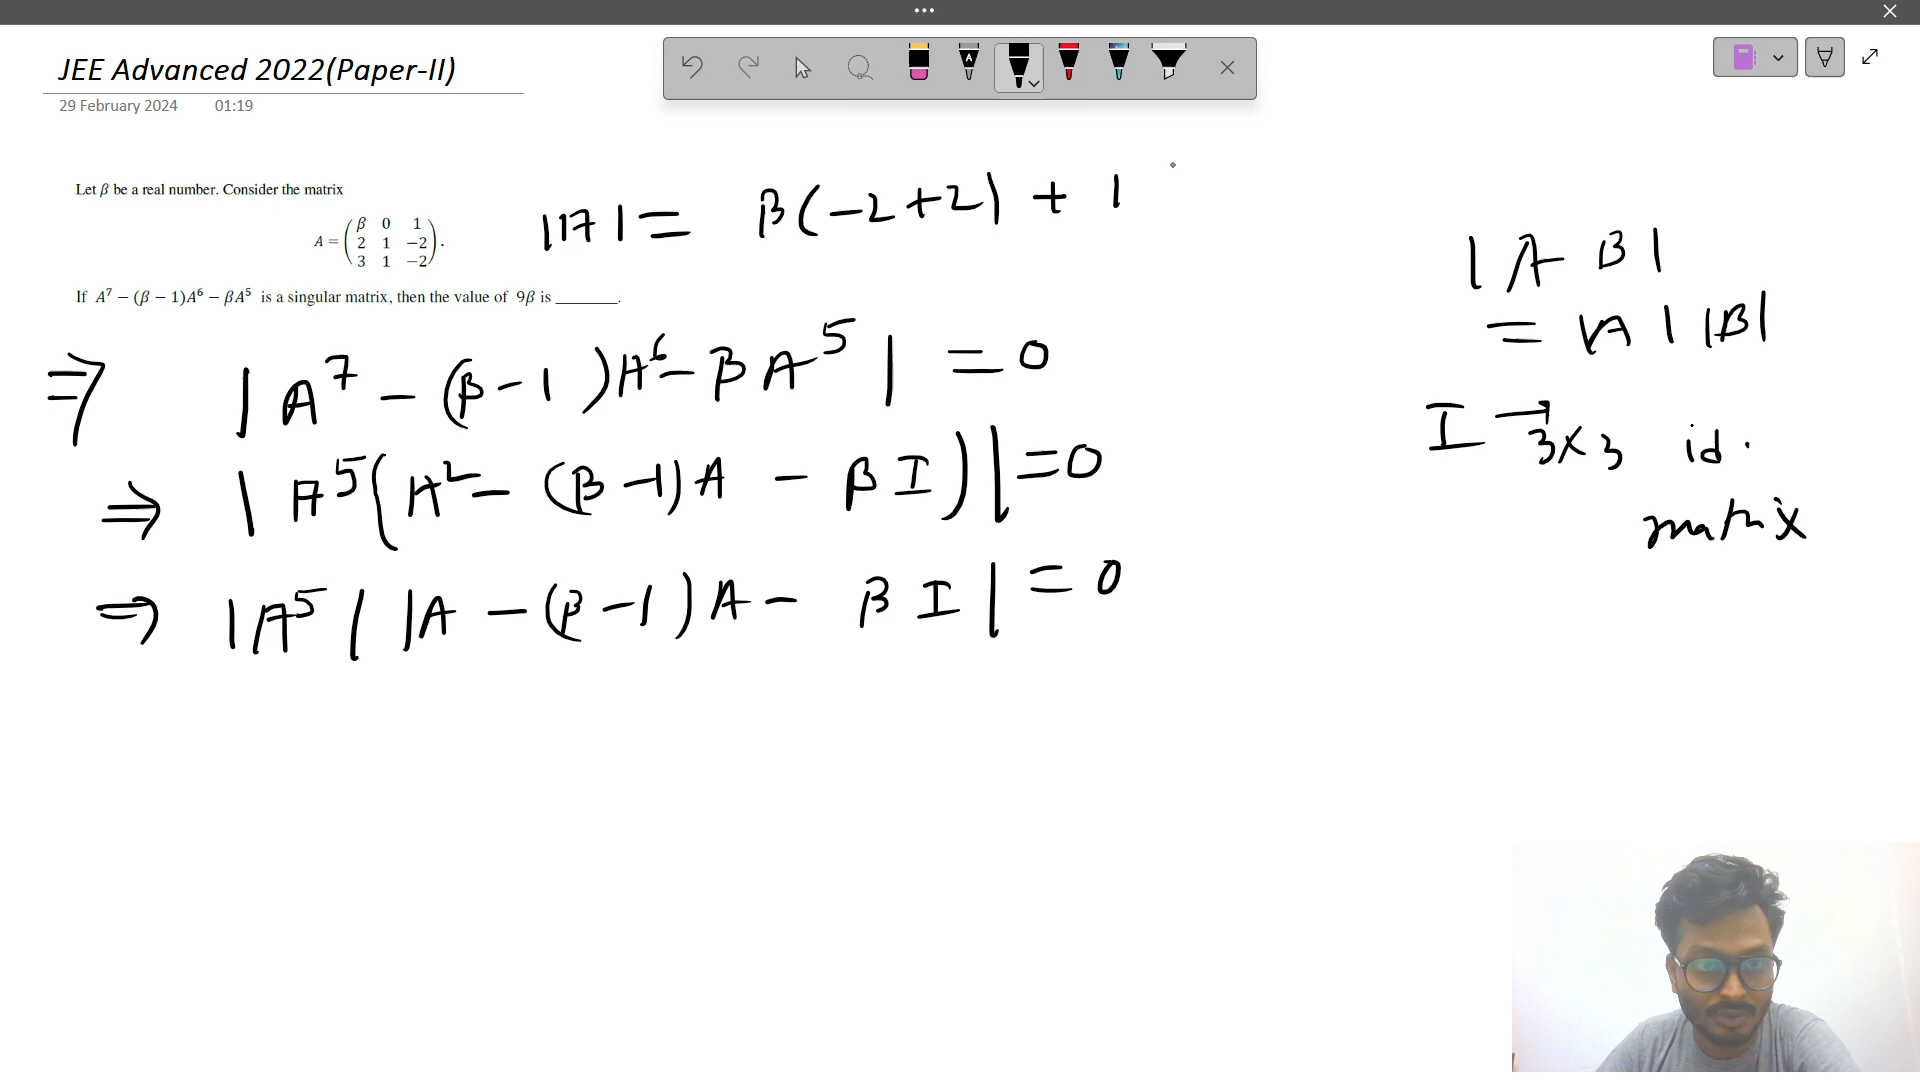 JEE Advanced 2022(Paper-II)
29 February 2024 01:19
Let β be a real number. Consider the matrix
A = ( β 0 1
2 1 −2
3 1 −2 ) .
If A⁷ − (β − 1)A⁶ − βA⁵ is a singular matrix, then the value of 9β is ________.
|A| = β(−2+2) + 1
⇒ |A⁷ − (β−1)A⁶ − βA⁵| = 0
⇒ |A⁵(A² − (β−1)A − βI)| = 0
⇒ |A⁵| |A − (β−1)A − βI| = 0
|A B|
= |A| |B|
I → 3×3 id.
matrix